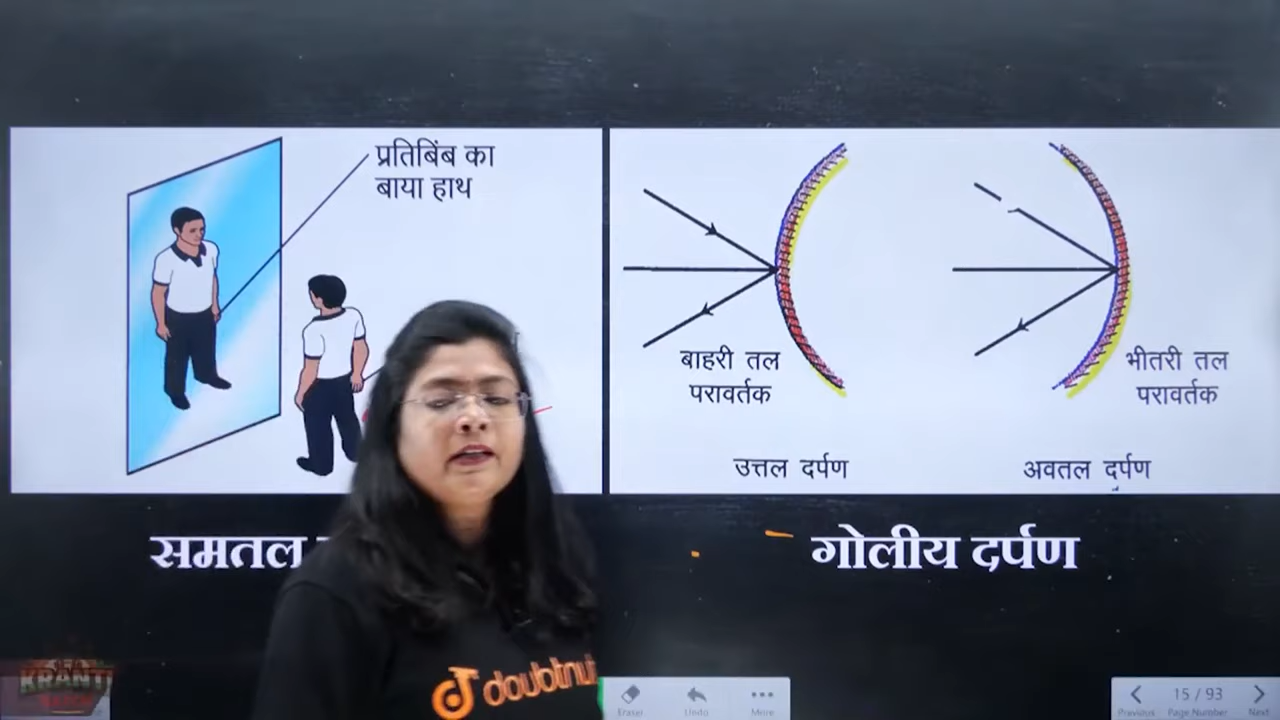 प्रतिबिंब का
बाया हाथ
बाहरी तल
परावर्तक
भीतरी तल
परावर्तक
उत्तल दर्पण
अवतल दर्पण
समतल
गोलीय दर्पण
doubtnut
KRANTI
Eraser
Undo
More
15 / 93
Previous
Page Number
Next